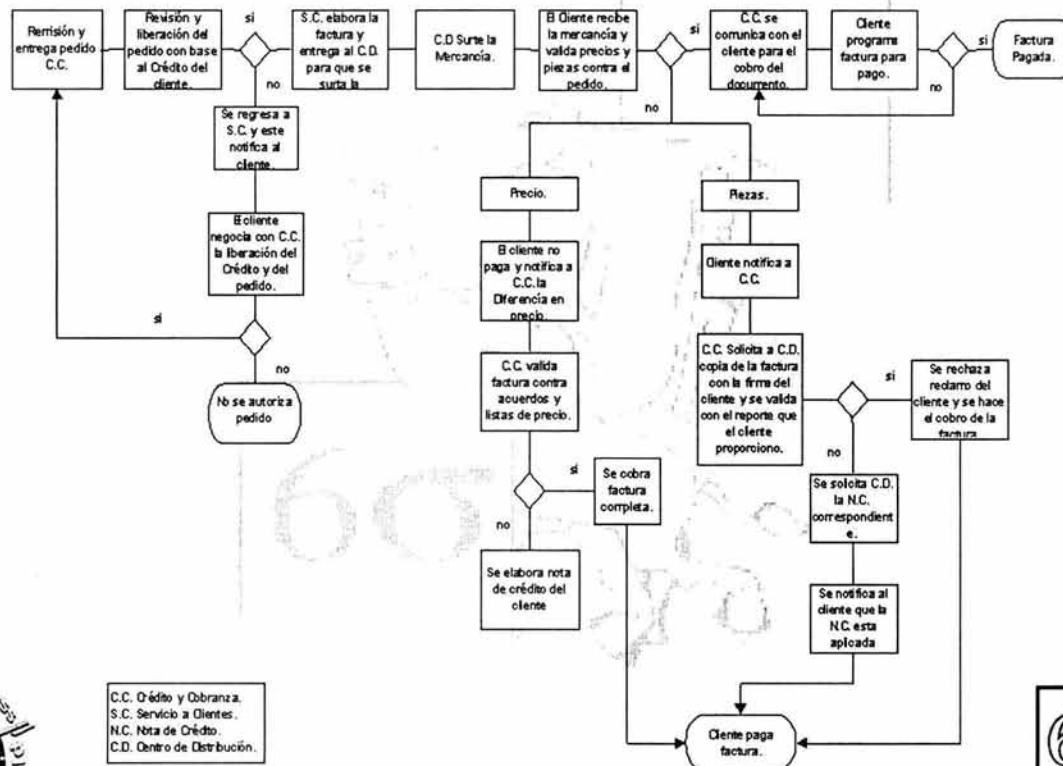 Remisión y
entrega pedido
C.C.
Revisión y
liberación del
pedido con base
al Crédito del
cliente.
si
no
S.C. elabora la
factura y
entrega al C.D.
para que se
surta la
C.D Surte la
Mercancía.
El Cliente recibe
la mercancía y
valida precios y
piezas contra el
pedido.
si
no
C.C. se
comunica con el
cliente para el
cobro del
documento.
Cliente
programa
factura para
pago.
si
no
Factura
Pagada.
Se regresa a
S.C. y este
notifica al
cliente.
El cliente
negocia con C.C.
la liberación del
Crédito y del
pedido.
si
no
No se autoriza
pedido
Precio.
El cliente no
paga y notifica a
C.C. la
Diferencia en
precio.
C.C. valida
factura contra
acuerdos y
listas de precio.
si
no
Se cobra
factura
completa.
Se elabora nota
de crédito del
cliente
Piezas.
Cliente notifica a
C.C.
C.C. Solicita a C.D.
copia de la factura
con la firma del
cliente y se valida
con el reporte que
el cliente
proporciono.
si
no
Se rechaza
reclamo del
cliente y se hace
el cobro de la
factura
Se solicita C.D.
la N.C.
correspondient
e.
Se notifica al
cliente que la
N.C. esta
aplicada
Cliente paga
factura.
C.C. Crédito y Cobranza.
S.C. Servicio a Clientes.
N.C. Nota de Crédito.
C.D. Centro de Distribución.